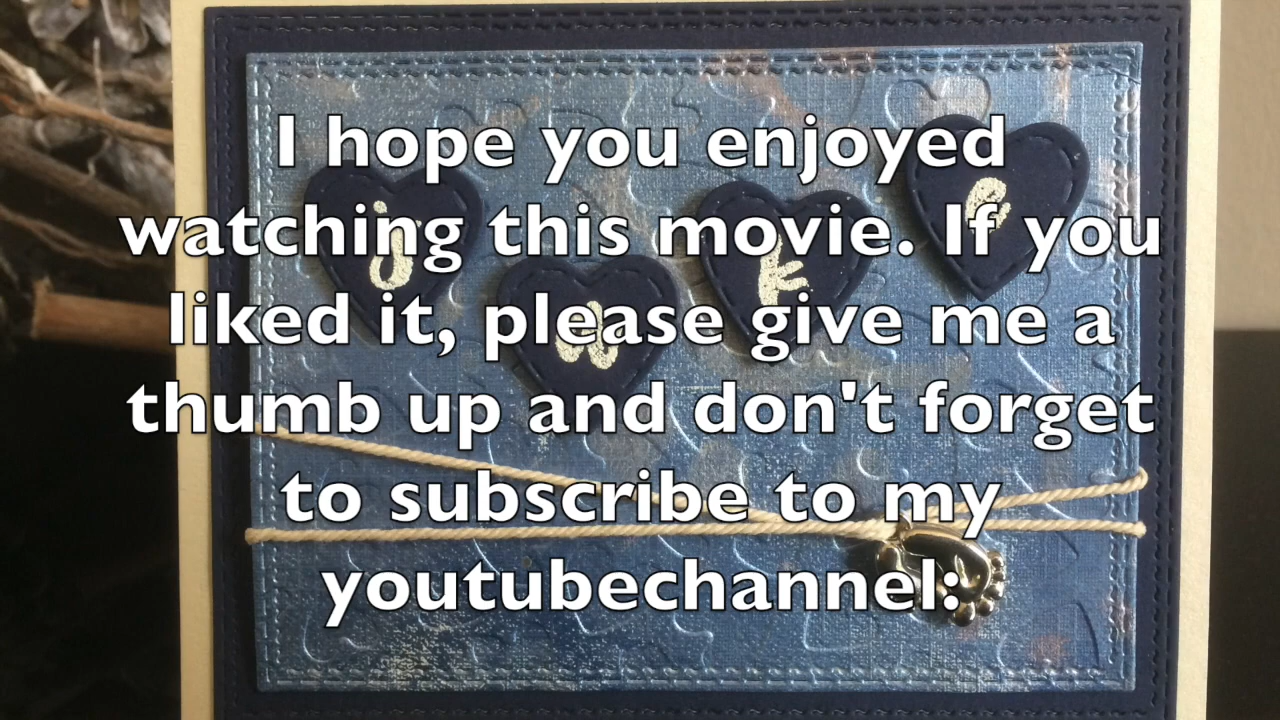 I hope you enjoyed
watching this movie. If you
liked it, please give me a
thumb up and don't forget
to subscribe to my
youtubechannel:
j
k
e